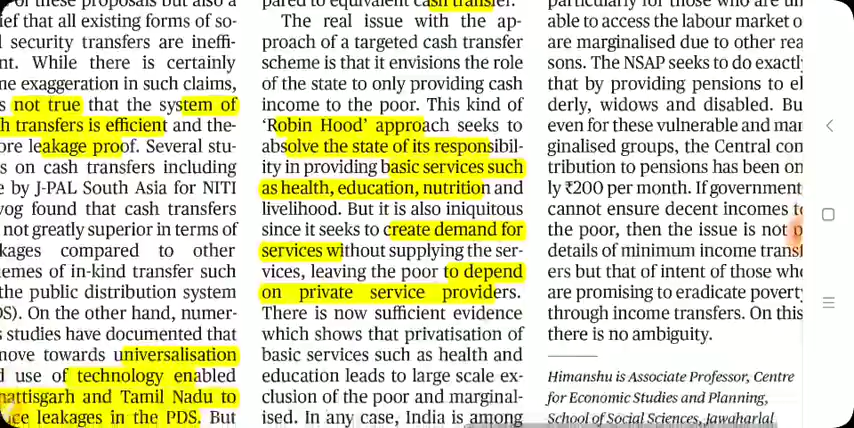 of these proposals but also a
ief that all existing forms of so-
security transfers are ineffi-
nt. While there is certainly
ne exaggeration in such claims,
s not true that the system of
h transfers is efficient and the-
ore leakage proof. Several stu-
s on cash transfers including
e by J-PAL South Asia for NITI
yog found that cash transfers
not greatly superior in terms of
kages compared to other
emes of in-kind transfer such
the public distribution system
S). On the other hand, numer-
s studies have documented that
move towards universalisation
d use of technology enabled
hattisgarh and Tamil Nadu to
ce leakages in the PDS. But
pared to equivalent cash transfer.
The real issue with the ap-
proach of a targeted cash transfer
scheme is that it envisions the role
of the state to only providing cash
income to the poor. This kind of
‘Robin Hood’ approach seeks to
absolve the state of its responsibil-
ity in providing basic services such
as health, education, nutrition and
livelihood. But it is also iniquitous
since it seeks to create demand for
services without supplying the ser-
vices, leaving the poor to depend
on private service providers.
There is now sufficient evidence
which shows that privatisation of
basic services such as health and
education leads to large scale ex-
clusion of the poor and marginal-
ised. In any case, India is among
particularly for those who are un
able to access the labour market o
are marginalised due to other rea
sons. The NSAP seeks to do exactly
that by providing pensions to el
derly, widows and disabled. Bu
even for these vulnerable and mar
ginalised groups, the Central con
tribution to pensions has been on
ly ₹200 per month. If government
cannot ensure decent incomes to
the poor, then the issue is not o
details of minimum income transf
ers but that of intent of those who
are promising to eradicate poverty
through income transfers. On this
there is no ambiguity.
Himanshu is Associate Professor, Centre
for Economic Studies and Planning,
School of Social Sciences, Jawaharlal